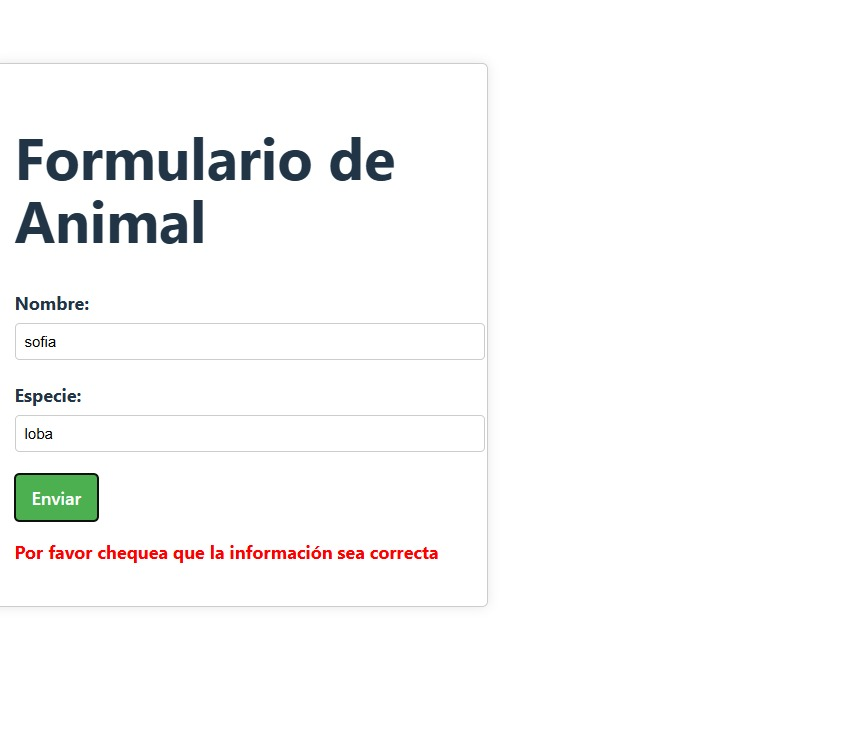 Formulario de
Animal
Nombre:
sofia
Especie:
loba
Enviar
Por favor chequea que la información sea correcta